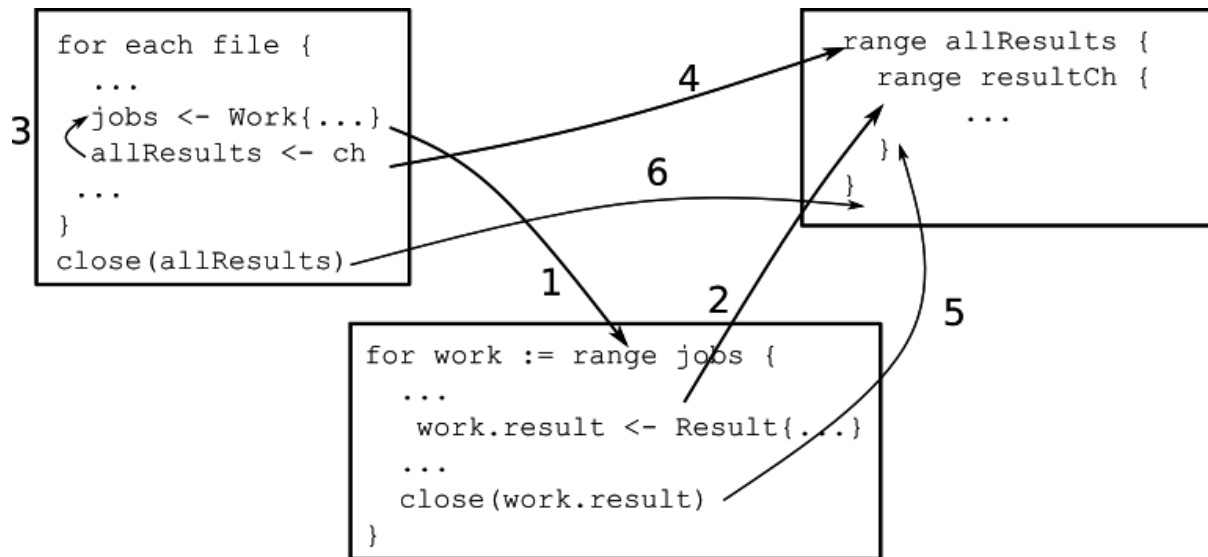 for each file {
...
jobs <- Work{...}
allResults <- ch
...
}
close(allResults)
3
range allResults {
range resultCh {
...
}
}
4
6
1
2
5
for work := range jobs {
...
work.result <- Result{...}
...
close(work.result)
}